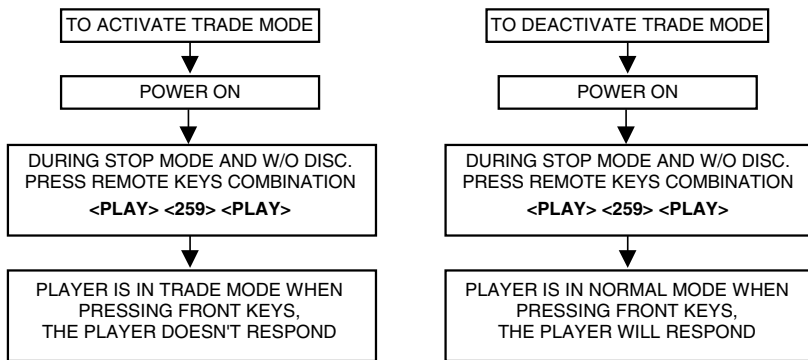 TO ACTIVATE TRADE MODE
POWER ON
DURING STOP MODE AND W/O DISC.
PRESS REMOTE KEYS COMBINATION
<PLAY> <259> <PLAY>
PLAYER IS IN TRADE MODE WHEN
PRESSING FRONT KEYS,
THE PLAYER DOESN'T RESPOND
TO DEACTIVATE TRADE MODE
POWER ON
DURING STOP MODE AND W/O DISC.
PRESS REMOTE KEYS COMBINATION
<PLAY> <259> <PLAY>
PLAYER IS IN NORMAL MODE WHEN
PRESSING FRONT KEYS,
THE PLAYER WILL RESPOND